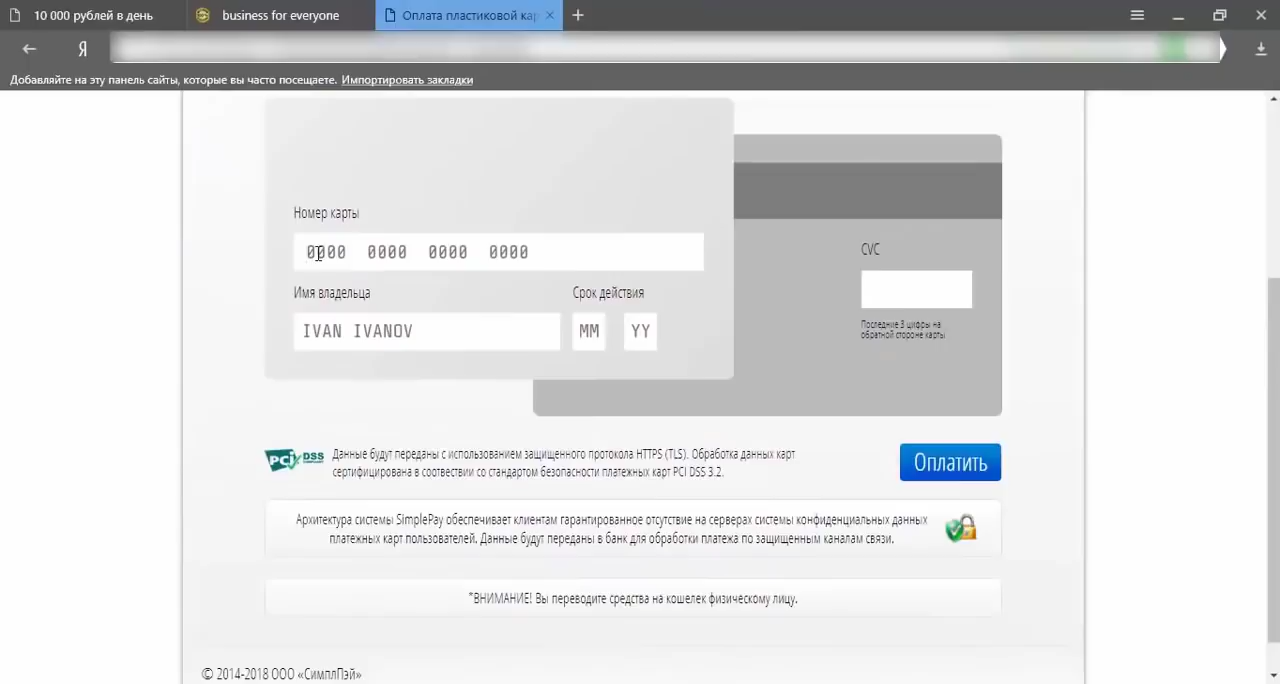 10 000 рублей в день
business for everyone
Оплата пластиковой кар
Я
Добавляйте на эту панель сайты, которые вы часто посещаете. Импортировать закладки
Номер карты
0000 0000 0000 0000
Имя владельца
Срок действия
IVAN IVANOV
MM
YY
CVC
Последние 3 цифры на
обратной стороне карты
PCI DSS
Данные будут переданы с использованием защищенного протокола HTTPS (TLS). Обработка данных карт
сертифицирована в соотвествии со стандартом безопасности платежных карт PCI DSS 3.2.
Оплатить
Архитектура системы SimplePay обеспечивает клиентам гарантированное отсутствие на серверах системы конфиденциальных данных
платежных карт пользователей. Данные будут переданы в банк для обработки платежа по защищенным каналам связи.
*ВНИМАНИЕ! Вы переводите средства на кошелек физическому лицу.
© 2014-2018 ООО «СимплПэй»